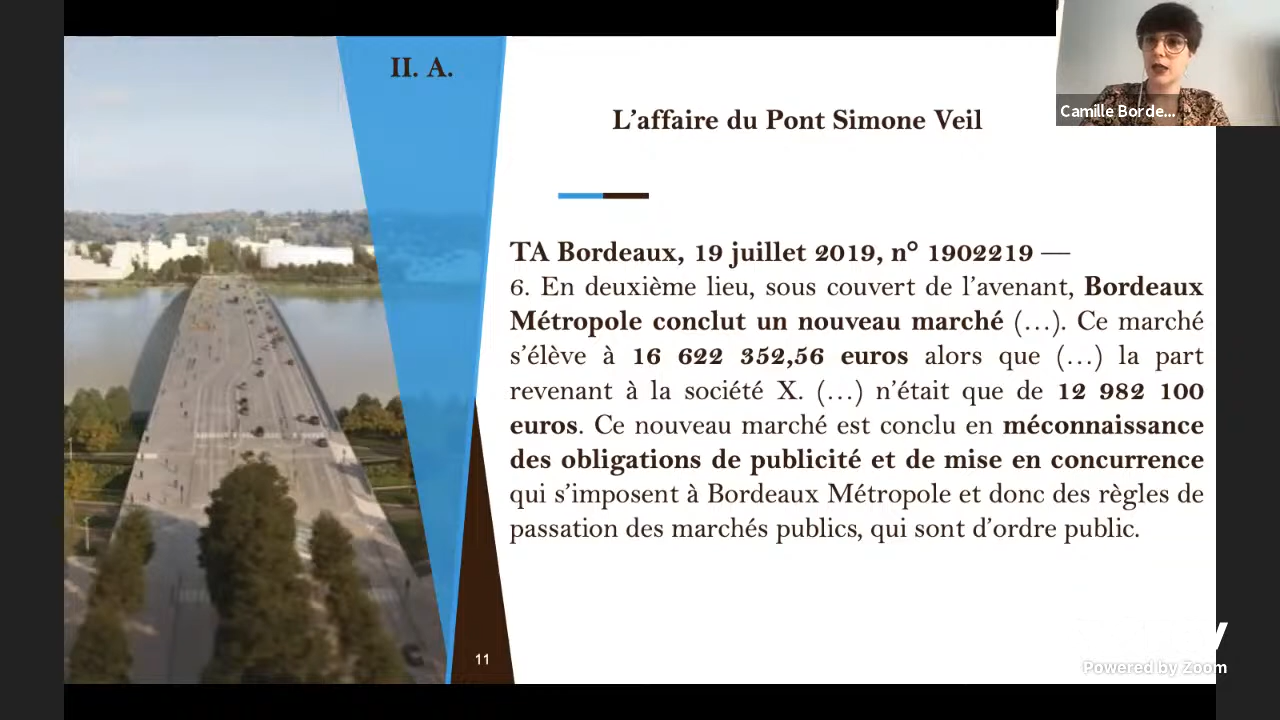 II. A.
L'affaire du Pont Simone Veil
Camille Borde...
TA Bordeaux, 19 juillet 2019, n° 1902219 —
6. En deuxième lieu, sous couvert de l'avenant, Bordeaux
Métropole conclut un nouveau marché (…). Ce marché
s'élève à 16 622 352,56 euros alors que (…) la part
revenant à la société X. (…) n'était que de 12 982 100
euros. Ce nouveau marché est conclu en méconnaissance
des obligations de publicité et de mise en concurrence
qui s'imposent à Bordeaux Métropole et donc des règles de
passation des marchés publics, qui sont d'ordre public.
11
Powered by Zoom